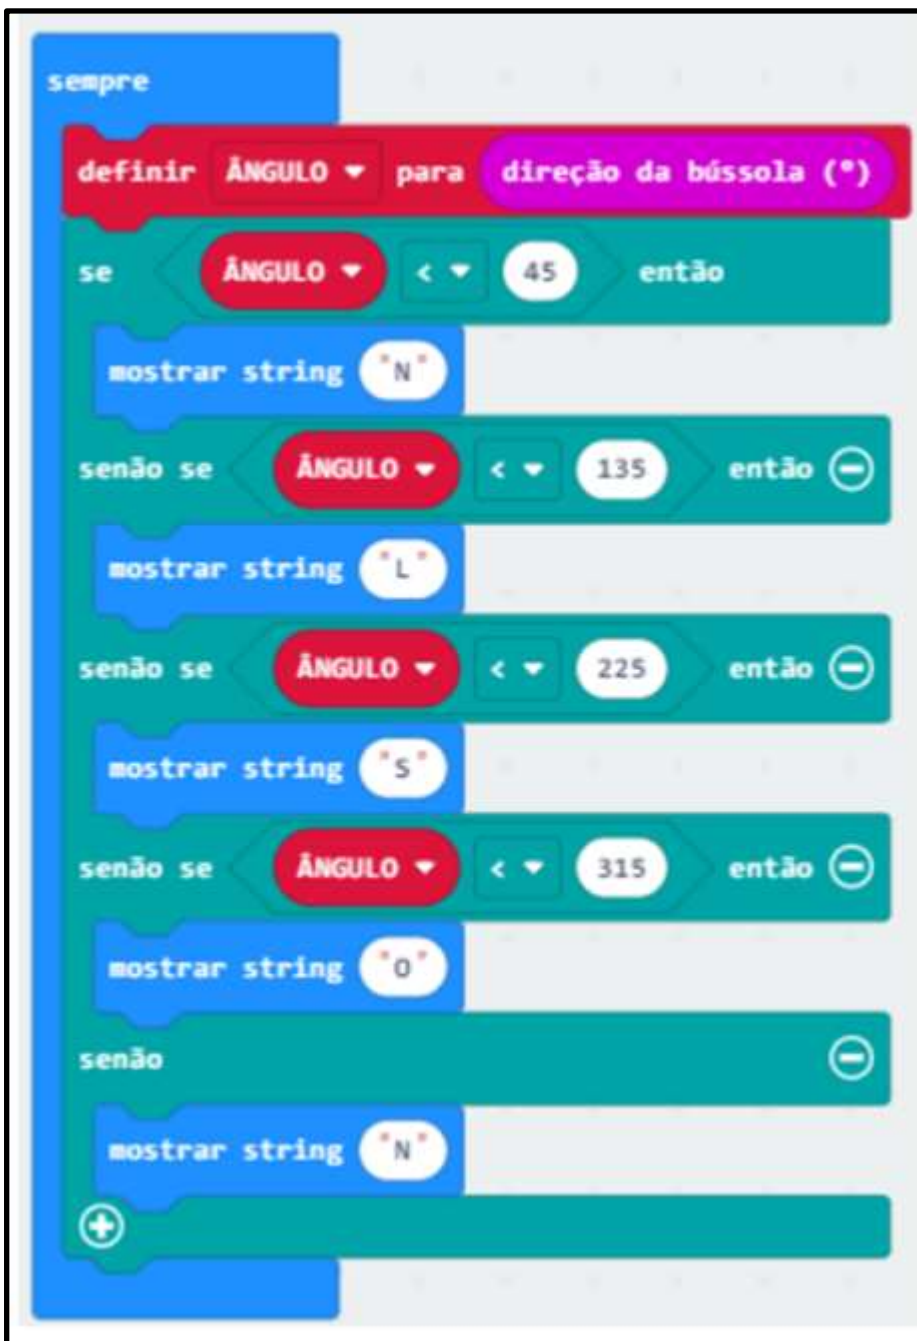 sempre
definir ÂNGULO para direção da bússola (°)
se ÂNGULO < 45 então
mostrar string "N"
senão se ÂNGULO < 135 então
mostrar string "L"
senão se ÂNGULO < 225 então
mostrar string "S"
senão se ÂNGULO < 315 então
mostrar string "O"
senão
mostrar string "N"